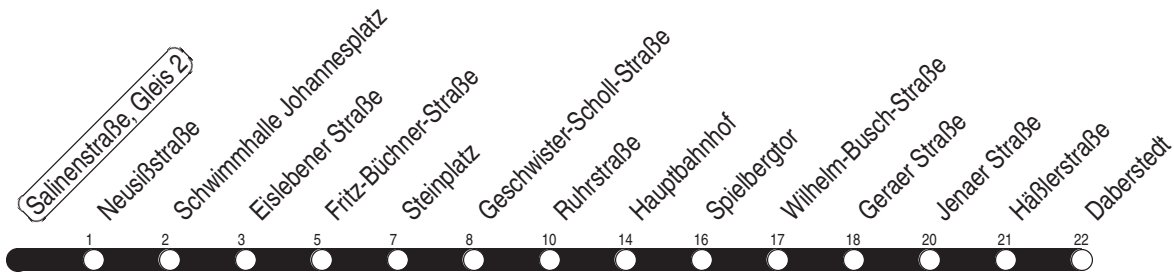 Salinenstraße, Gleis 2
Neusißstraße
Schwimmhalle Johannesplatz
Eislebener Straße
Fritz-Büchner-Straße
Steinplatz
Geschwister-Scholl-Straße
Ruhrstraße
Hauptbahnhof
Spielbergtor
Wilhelm-Busch-Straße
Geraer Straße
Jenaer Straße
Häßlerstraße
Daberstedt
1 2 3 5 7 8 10 14 16 17 18 20 21 22